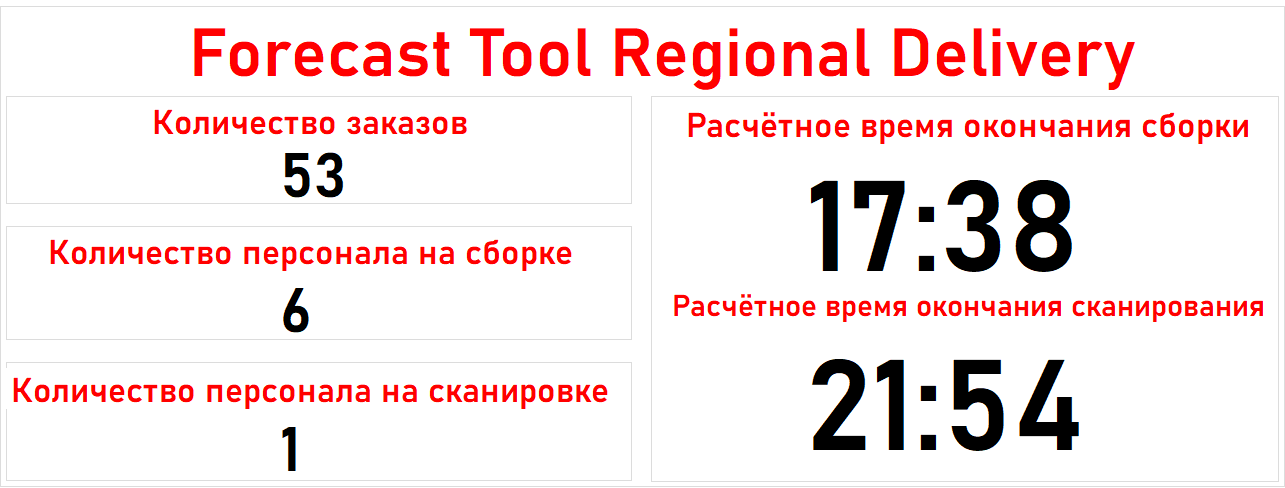 Forecast Tool Regional Delivery
Количество заказов
53
Количество персонала на сборке
6
Количество персонала на сканировке
1
Расчётное время окончания сборки
17:38
Расчётное время окончания сканирования
21:54